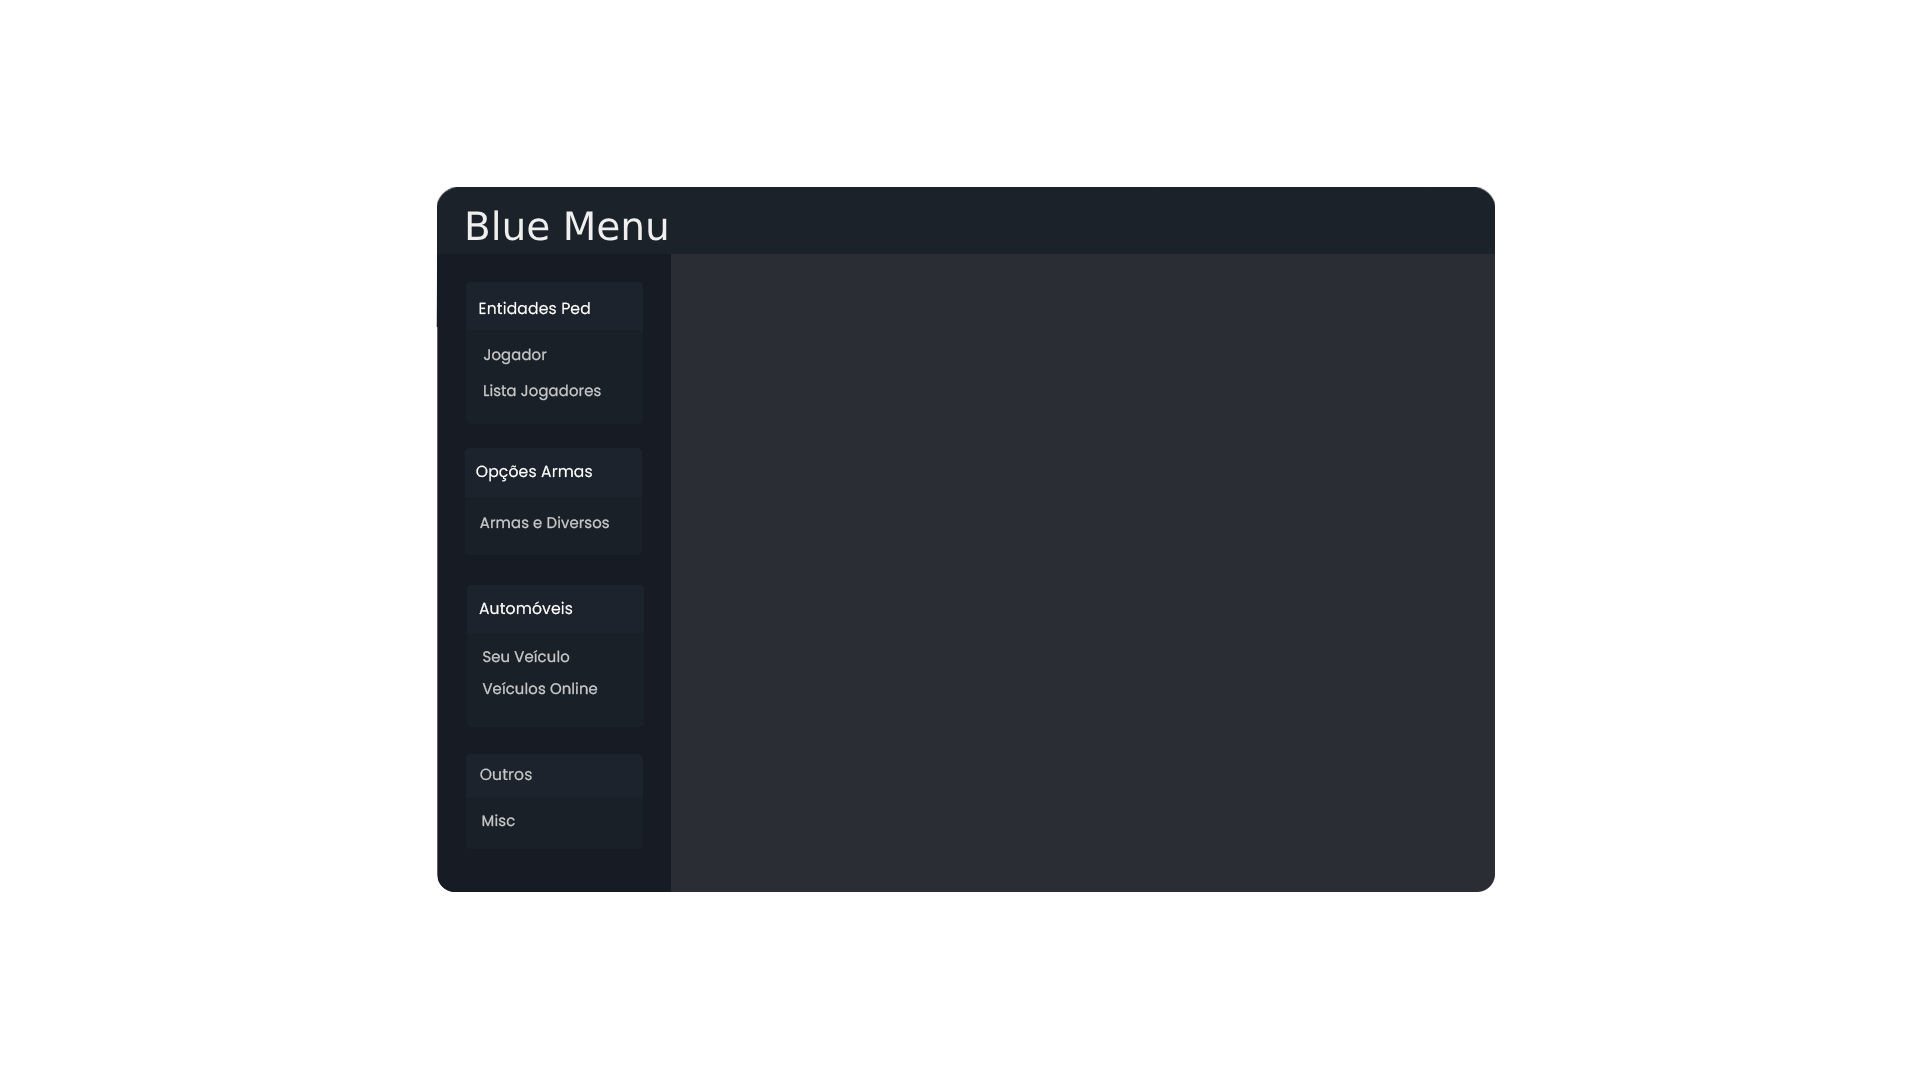 Blue Menu
Entidades Ped
Jogador
Lista Jogadores
Opções Armas
Armas e Diversos
Automóveis
Seu Veículo
Veículos Online
Outros
Misc